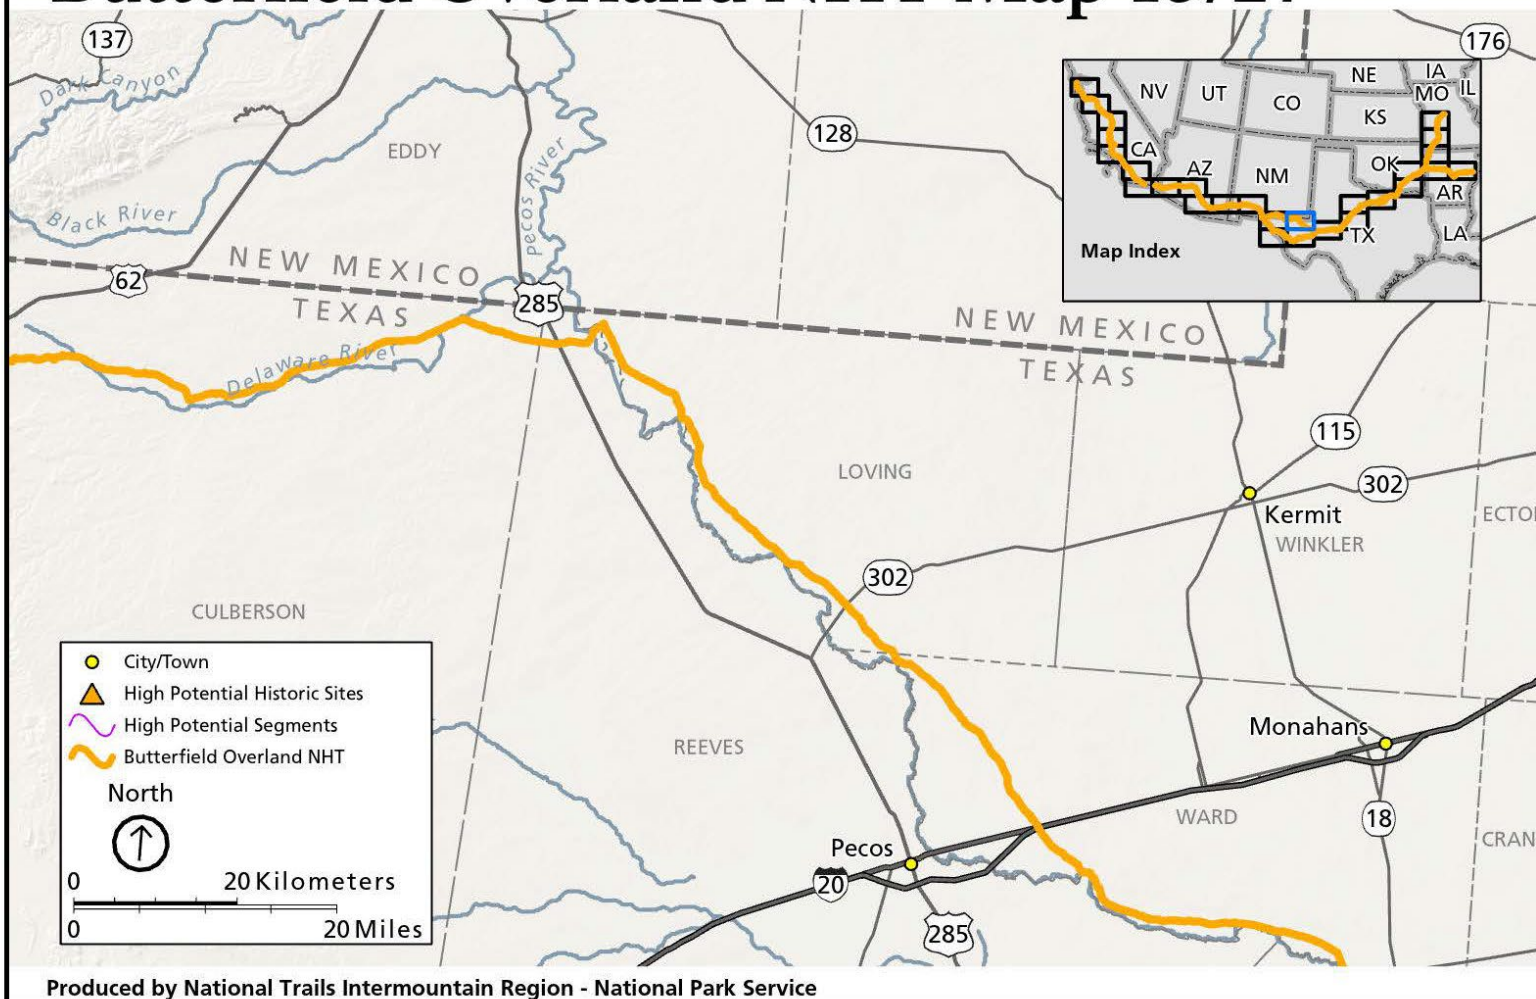 137
Dark Canyon
176
128
EDDY
Pecos River
Black River
NEW MEXICO
TEXAS
62
285
NEW MEXICO
TEXAS
Delaware River
NE
IA
IL
NV
UT
CO
KS
MO
CA
AZ
NM
OK
AR
TX
LA
Map Index
115
302
LOVING
Kermit
WINKLER
302
CULBERSON
City/Town
High Potential Historic Sites
High Potential Segments
Butterfield Overland NHT
North
0 20 Kilometers
0 20 Miles
REEVES
Monahans
WARD
18
Pecos
20
285
Produced by National Trails Intermountain Region - National Park Service